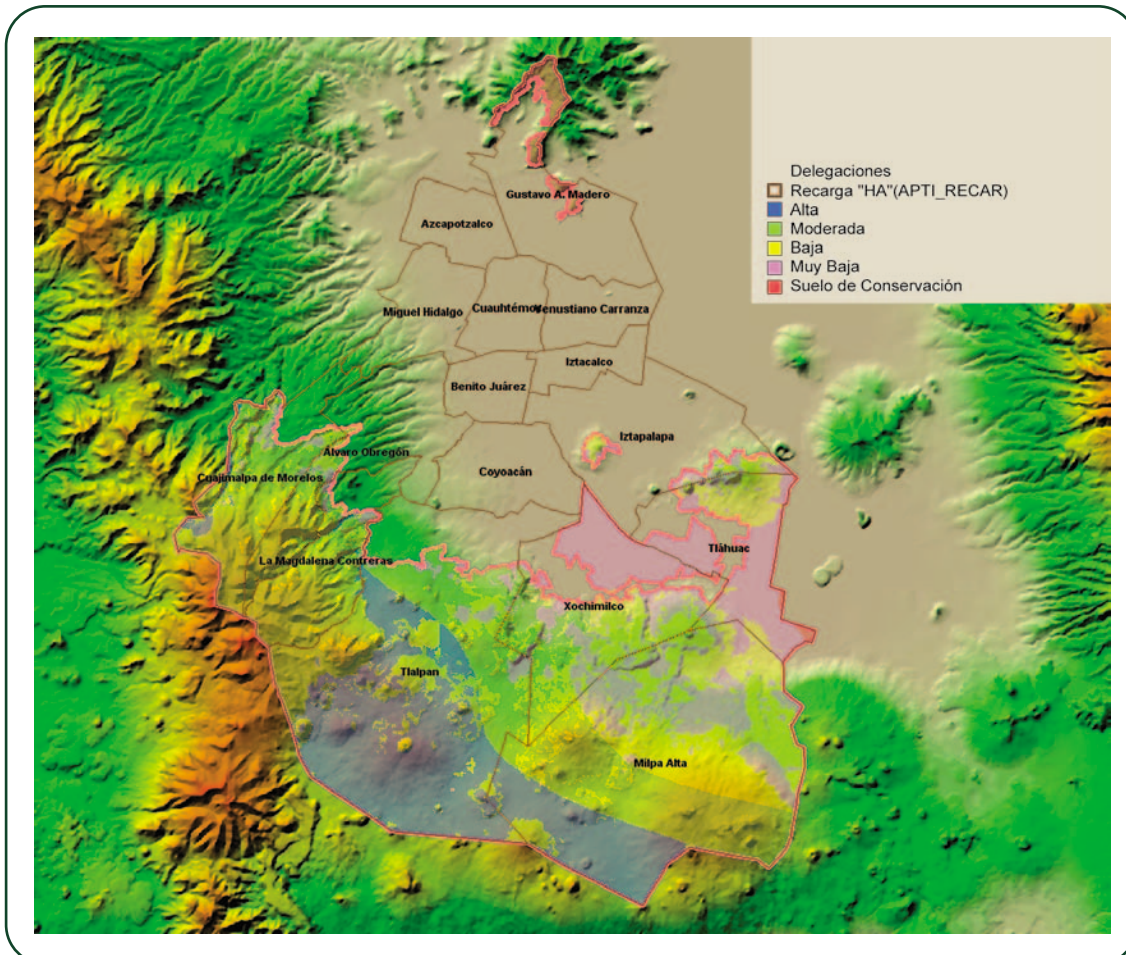 Delegaciones
Recarga "HA"(APTI_RECAR)
Alta
Moderada
Baja
Muy Baja
Suelo de Conservación
Gustavo A. Madero
Azcapotzalco
Miguel Hidalgo
Cuauhtémoc
Venustiano Carranza
Iztacalco
Benito Juárez
Iztapalapa
Álvaro Obregón
Coyoacán
Cuajimalpa de Morelos
Tláhuac
La Magdalena Contreras
Xochimilco
Tlalpan
Milpa Alta